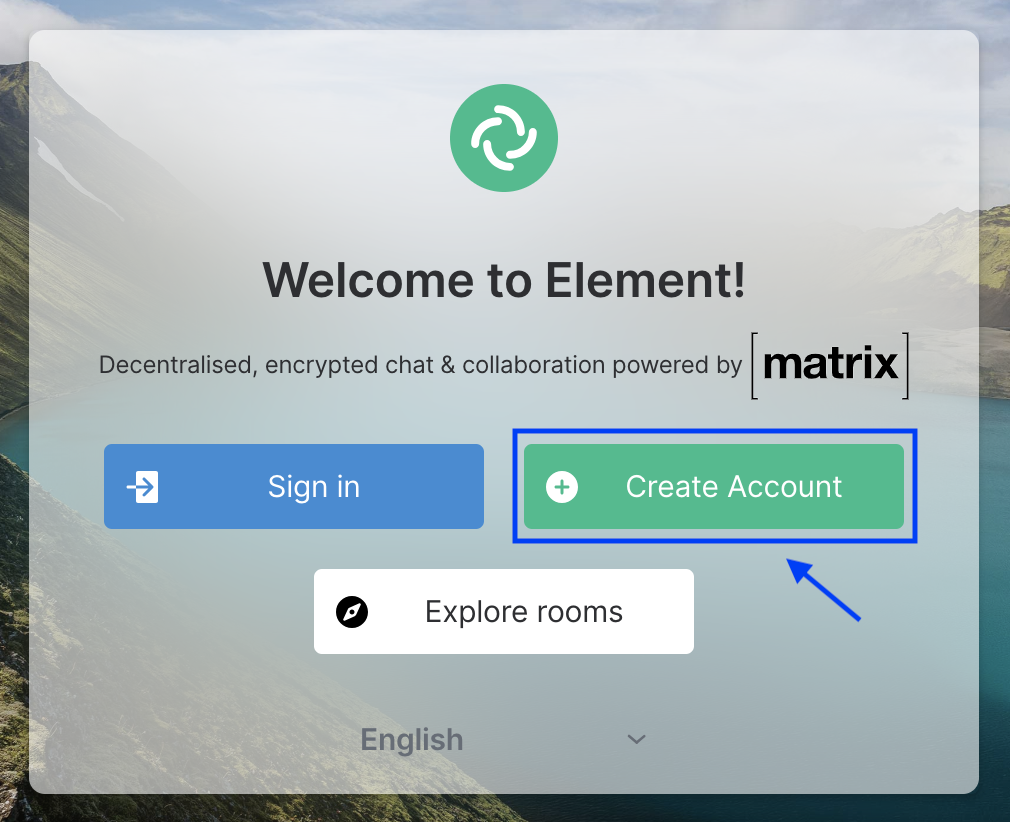 Welcome to Element!
Decentralised, encrypted chat & collaboration powered by [matrix]
Sign in
Create Account
Explore rooms
English